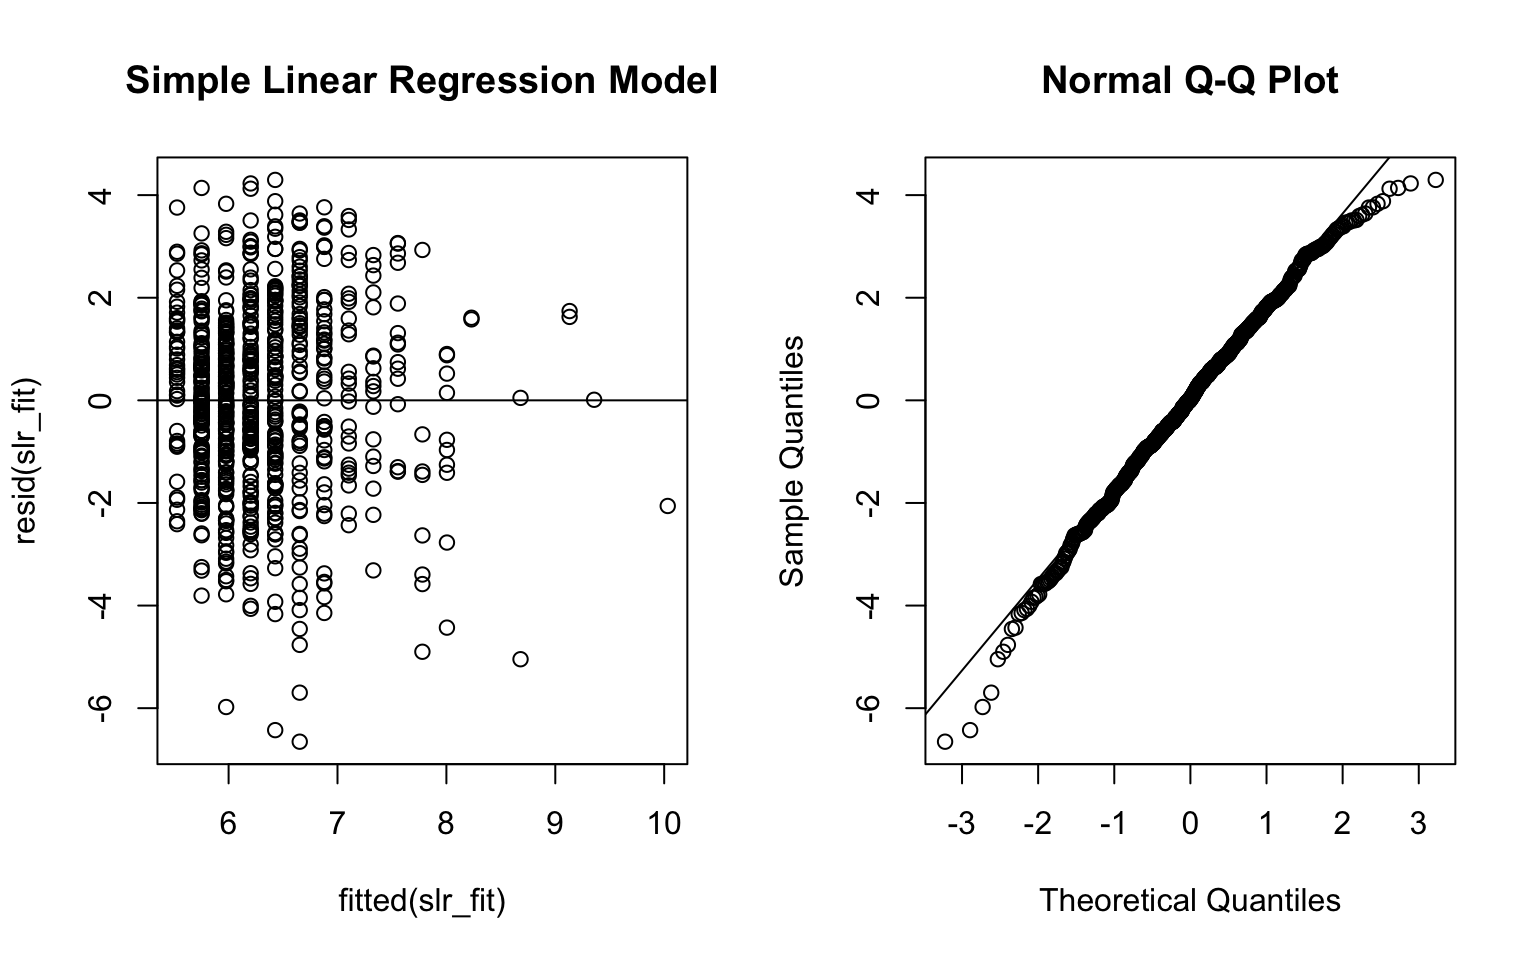 Simple Linear Regression Model
resid(slr_fit)
4
2
0
-2
-4
-6
6 7 8 9 10
fitted(slr_fit)
Normal Q-Q Plot
Sample Quantiles
4
2
0
-2
-4
-6
-3 -2 -1 0 1 2 3
Theoretical Quantiles